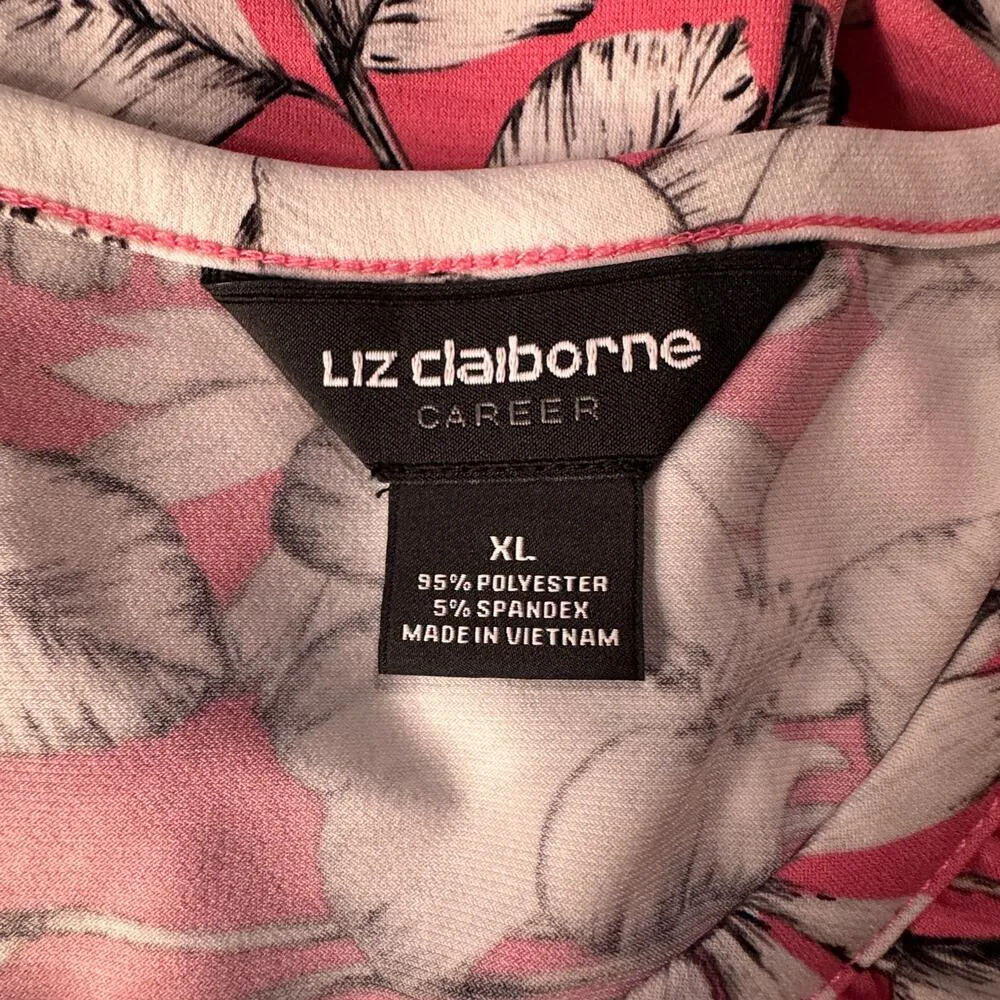 Liz claiborne
CAREER
XL
95% POLYESTER
5% SPANDEX
MADE IN VIETNAM